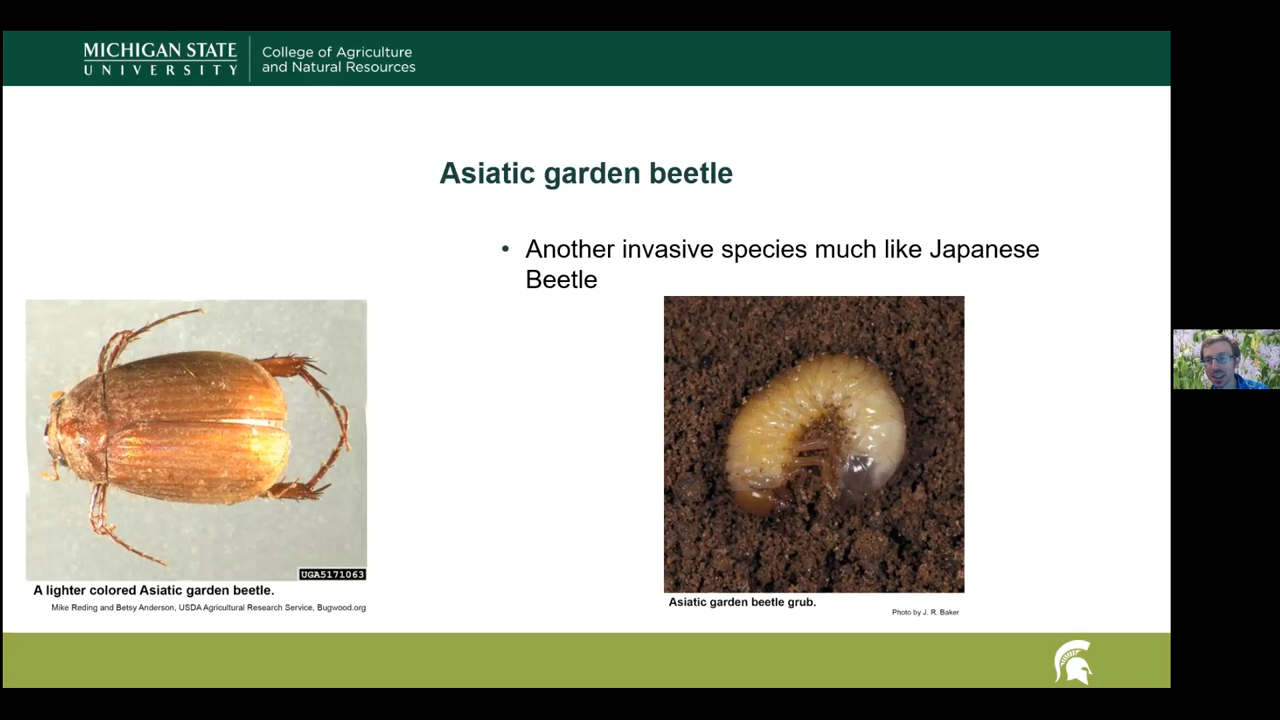 MICHIGAN STATE
UNIVERSITY
College of Agriculture
and Natural Resources
Asiatic garden beetle
• Another invasive species much like Japanese
Beetle
UGA5171063
A lighter colored Asiatic garden beetle.
Mike Reding and Betsy Anderson, USDA Agricultural Research Service, Bugwood.org
Asiatic garden beetle grub.
Photo by J. R. Baker